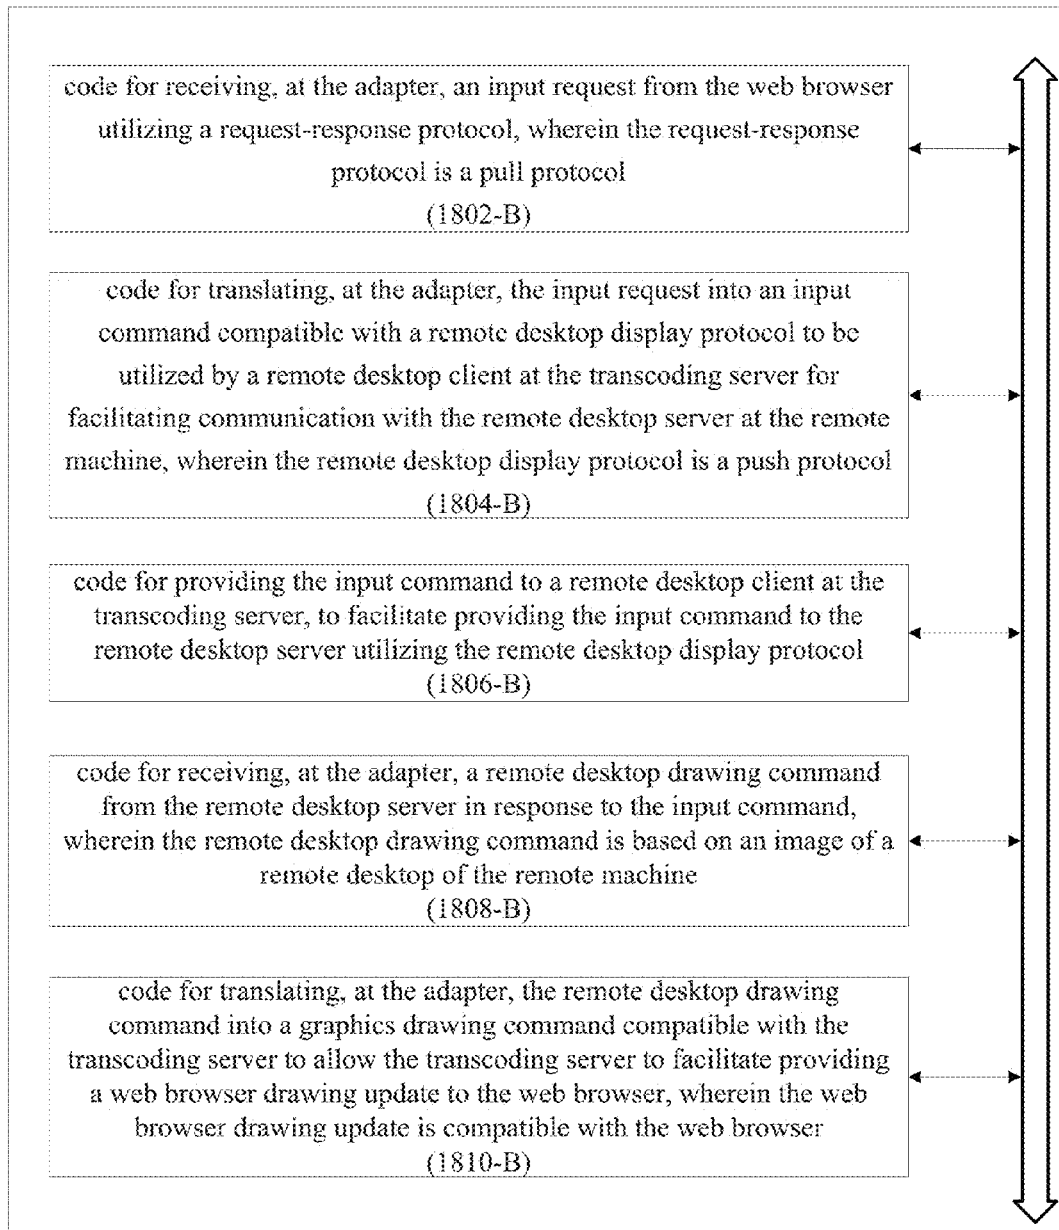 code for receiving, at the adapter, an input request from the web browser
utilizing a request-response protocol, wherein the request-response
protocol is a pull protocol
(1802-B)
code for translating, at the adapter, the input request into an input
command compatible with a remote desktop display protocol to be
utilized by a remote desktop client at the transcoding server for
facilitating communication with the remote desktop server at the remote
machine, wherein the remote desktop display protocol is a push protocol
(1804-B)
code for providing the input command to a remote desktop client at the
transcoding server, to facilitate providing the input command to the
remote desktop server utilizing the remote desktop display protocol
(1806-B)
code for receiving, at the adapter, a remote desktop drawing command
from the remote desktop server in response to the input command,
wherein the remote desktop drawing command is based on an image of a
remote desktop of the remote machine
(1808-B)
code for translating, at the adapter, the remote desktop drawing
command into a graphics drawing command compatible with the
transcoding server to allow the transcoding server to facilitate providing
a web browser drawing update to the web browser, wherein the web
browser drawing update is compatible with the web browser
(1810-B)